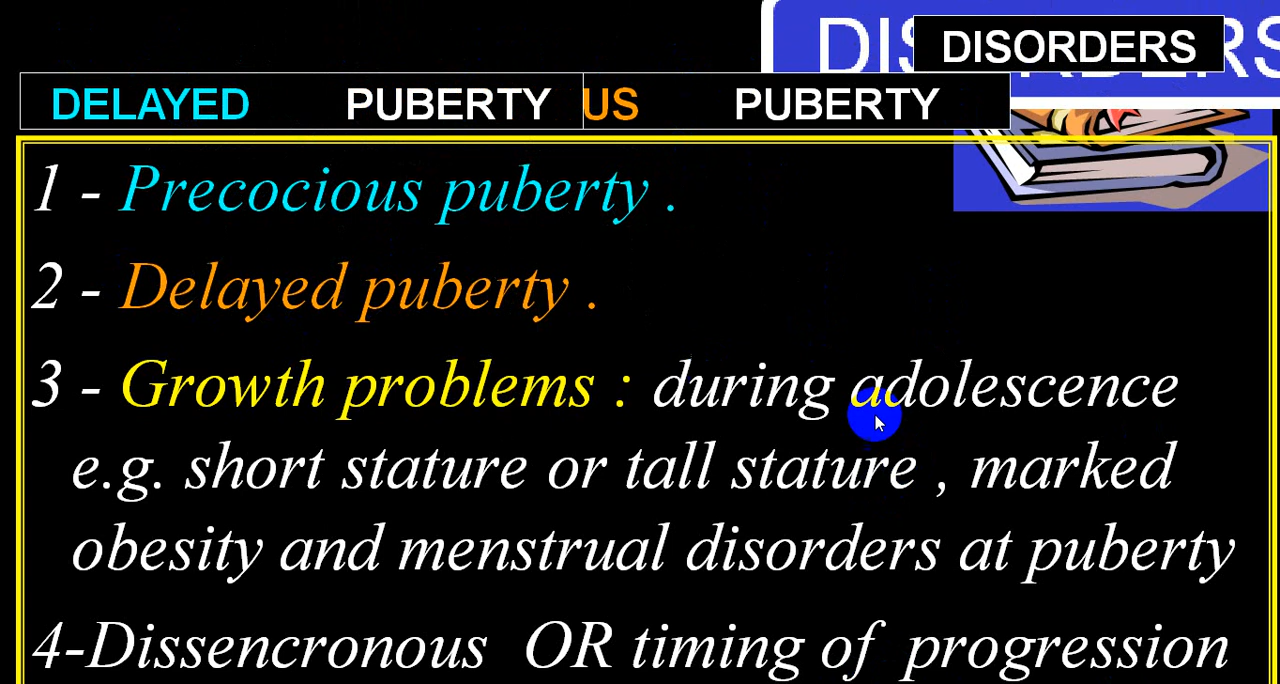 DISORDERS
DELAYED PUBERTY US PUBERTY
1 - Precocious puberty .
2 - Delayed puberty .
3 - Growth problems : during adolescence
e.g. short stature or tall stature , marked
obesity and menstrual disorders at puberty
4-Dissencronous OR timing of progression